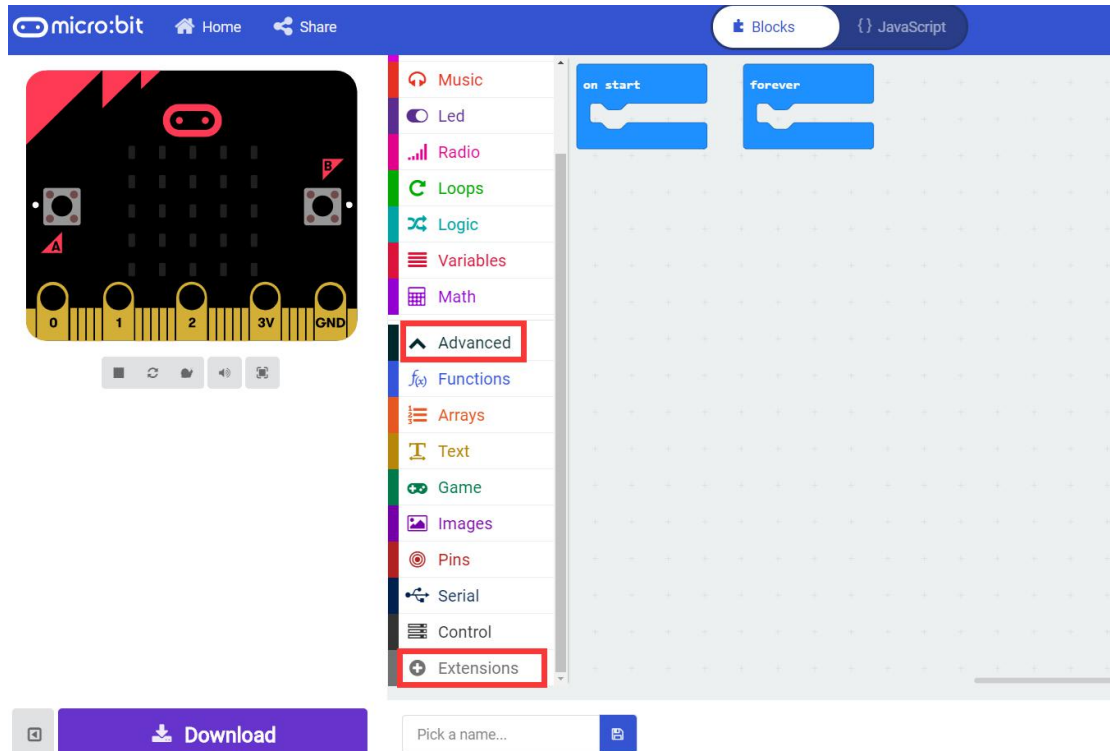 micro:bit Home Share Blocks {} JavaScript
B
A
0 1 2 3V GND
Music
Led
Radio
Loops
Logic
Variables
Math
Advanced
f(x) Functions
Arrays
Text
Game
Images
Pins
Serial
Control
Extensions
on start
forever
Download
Pick a name...